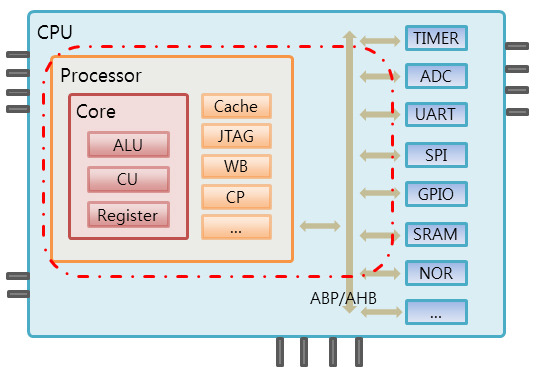 CPU
Processor
Core
ALU
CU
Register
Cache
JTAG
WB
CP
...
ABP/AHB
TIMER
ADC
UART
SPI
GPIO
SRAM
NOR
...